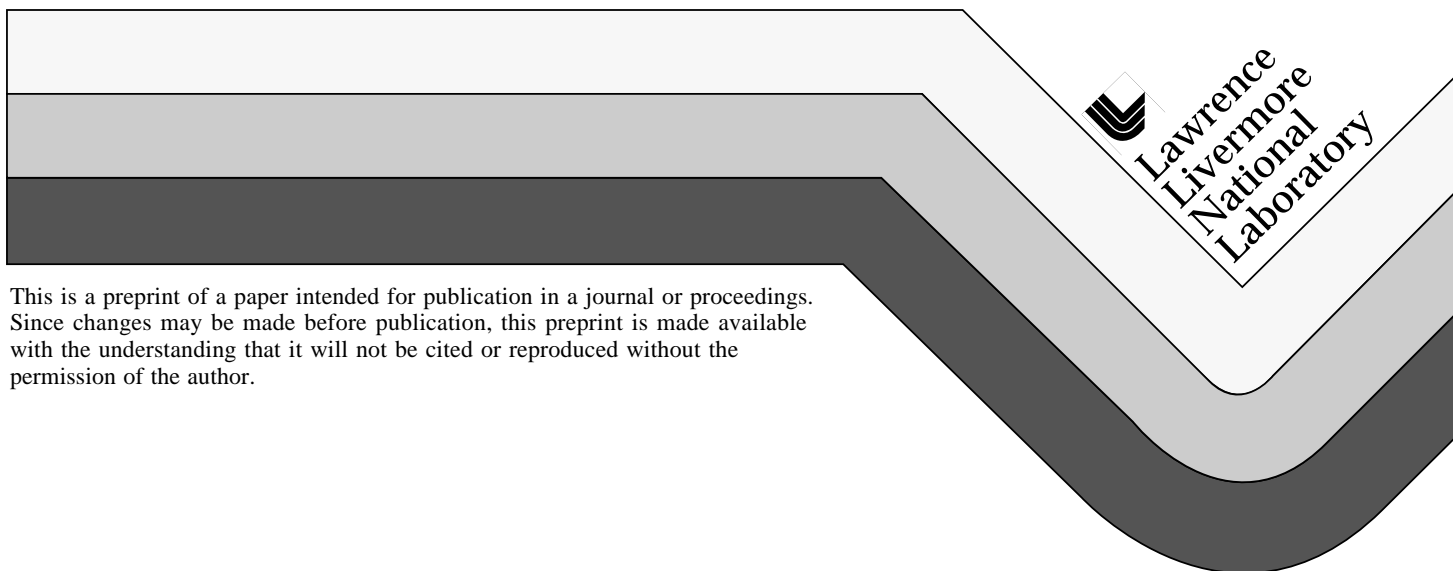 Lawrence
Livermore
National
Laboratory
This is a preprint of a paper intended for publication in a journal or proceedings.
Since changes may be made before publication, this preprint is made available
with the understanding that it will not be cited or reproduced without the
permission of the author.